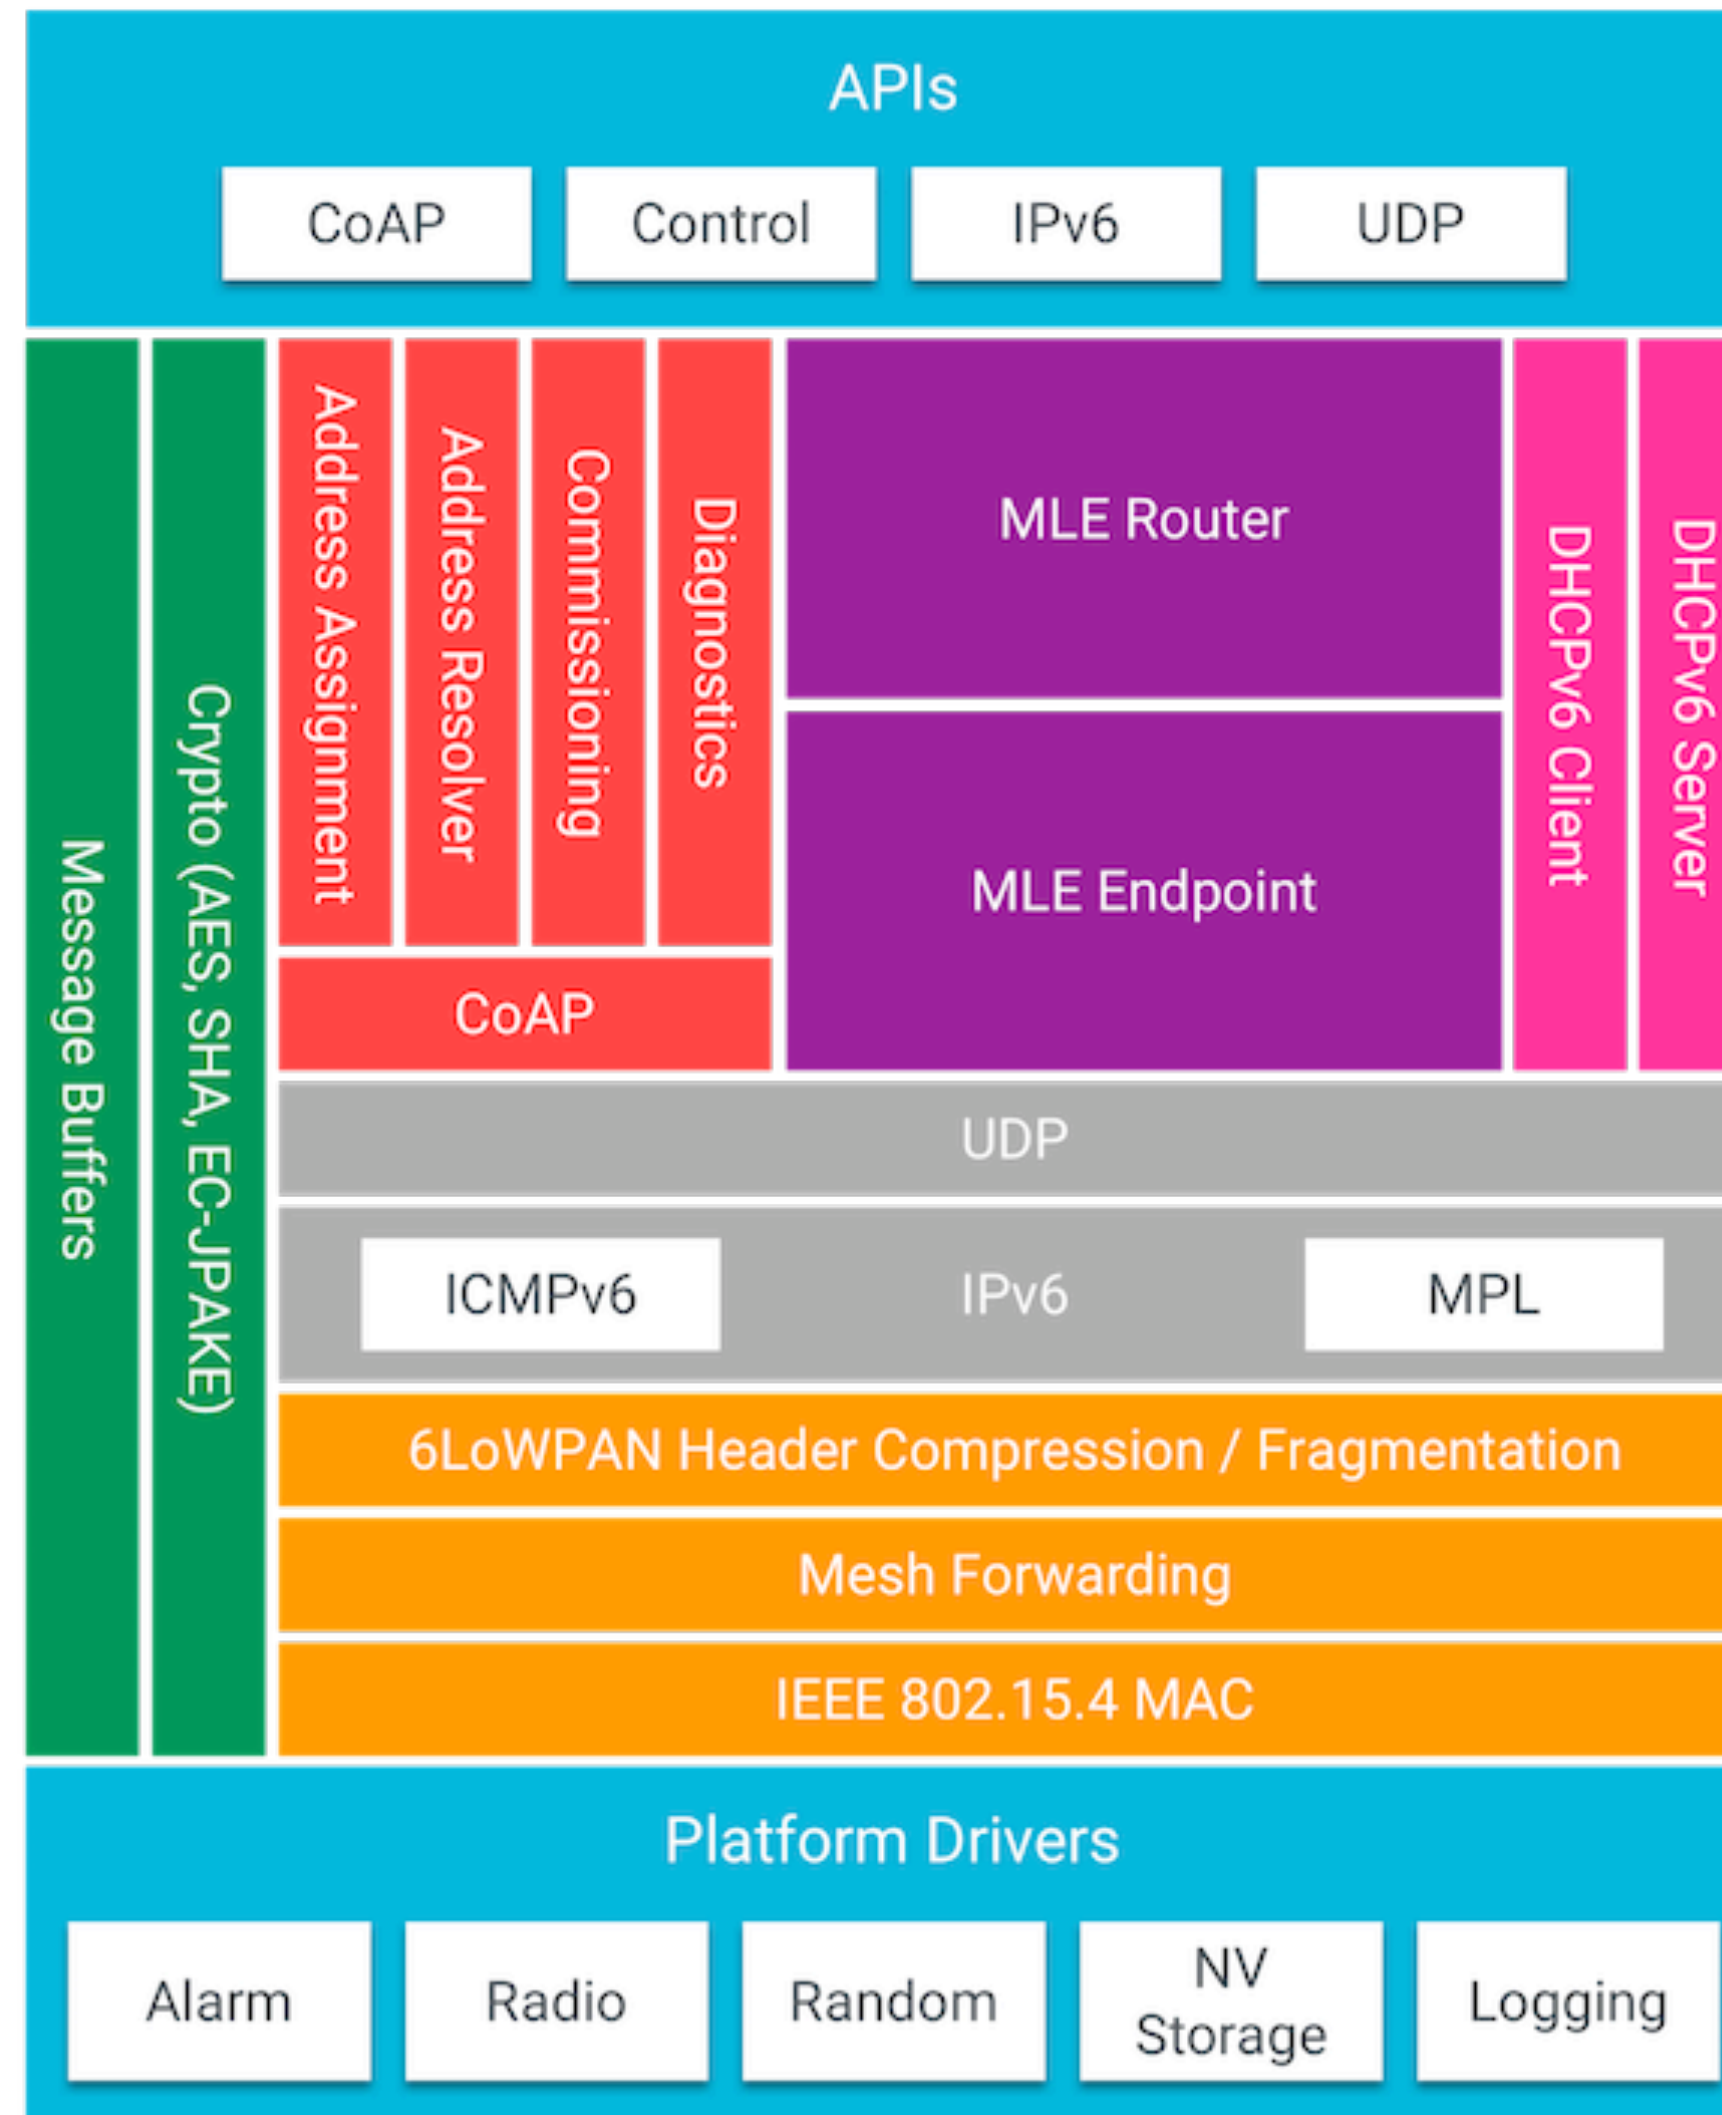 APIs
CoAP
Control
IPv6
UDP
Message Buffers
Crypto (AES, SHA, EC-JPAKE)
Address Assignment
Address Resolver
Commissioning
Diagnostics
CoAP
MLE Router
MLE Endpoint
DHCPv6 Client
DHCPv6 Server
UDP
ICMPv6
IPv6
MPL
6LoWPAN Header Compression / Fragmentation
Mesh Forwarding
IEEE 802.15.4 MAC
Platform Drivers
Alarm
Radio
Random
NV
Storage
Logging